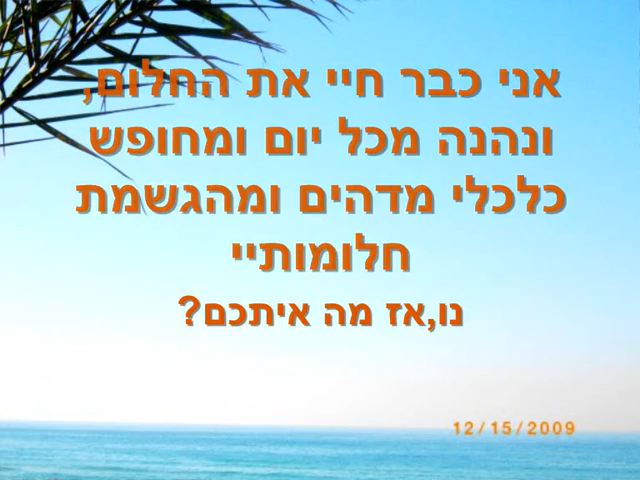 אני כבר חיי את החלום,
ונהנה מכל יום ומחופש
כלכלי מדהים ומהגשמת
חלומותיי
נו,אז מה איתכם?
12/15/2009